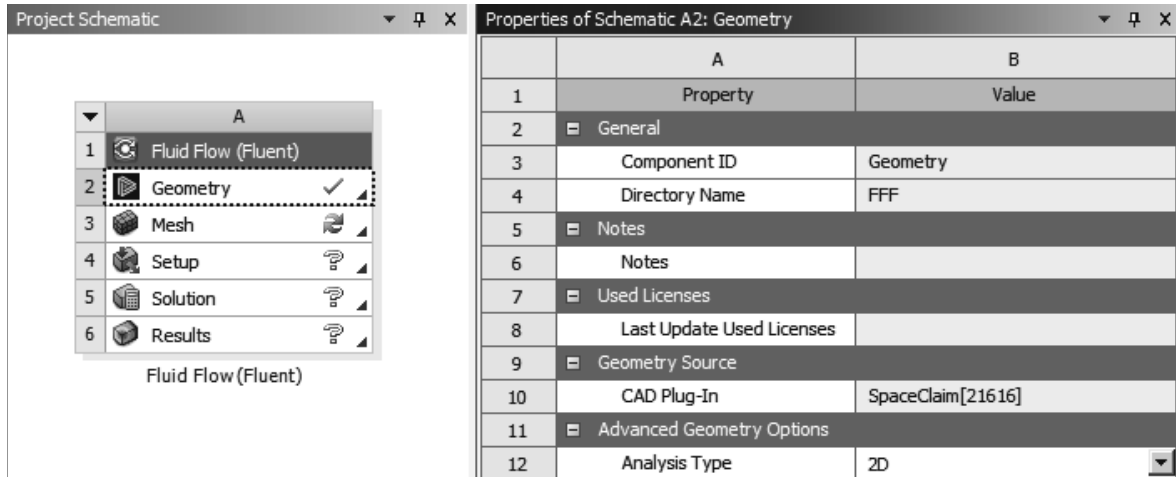 Project Schematic
A
1 Fluid Flow (Fluent)
2 Geometry
3 Mesh
4 Setup ?
5 Solution ?
6 Results ?
Fluid Flow (Fluent)
Properties of Schematic A2: Geometry
A B
1 Property Value
2 General
3 Component ID Geometry
4 Directory Name FFF
5 Notes
6 Notes
7 Used Licenses
8 Last Update Used Licenses
9 Geometry Source
10 CAD Plug-In SpaceClaim[21616]
11 Advanced Geometry Options
12 Analysis Type 2D